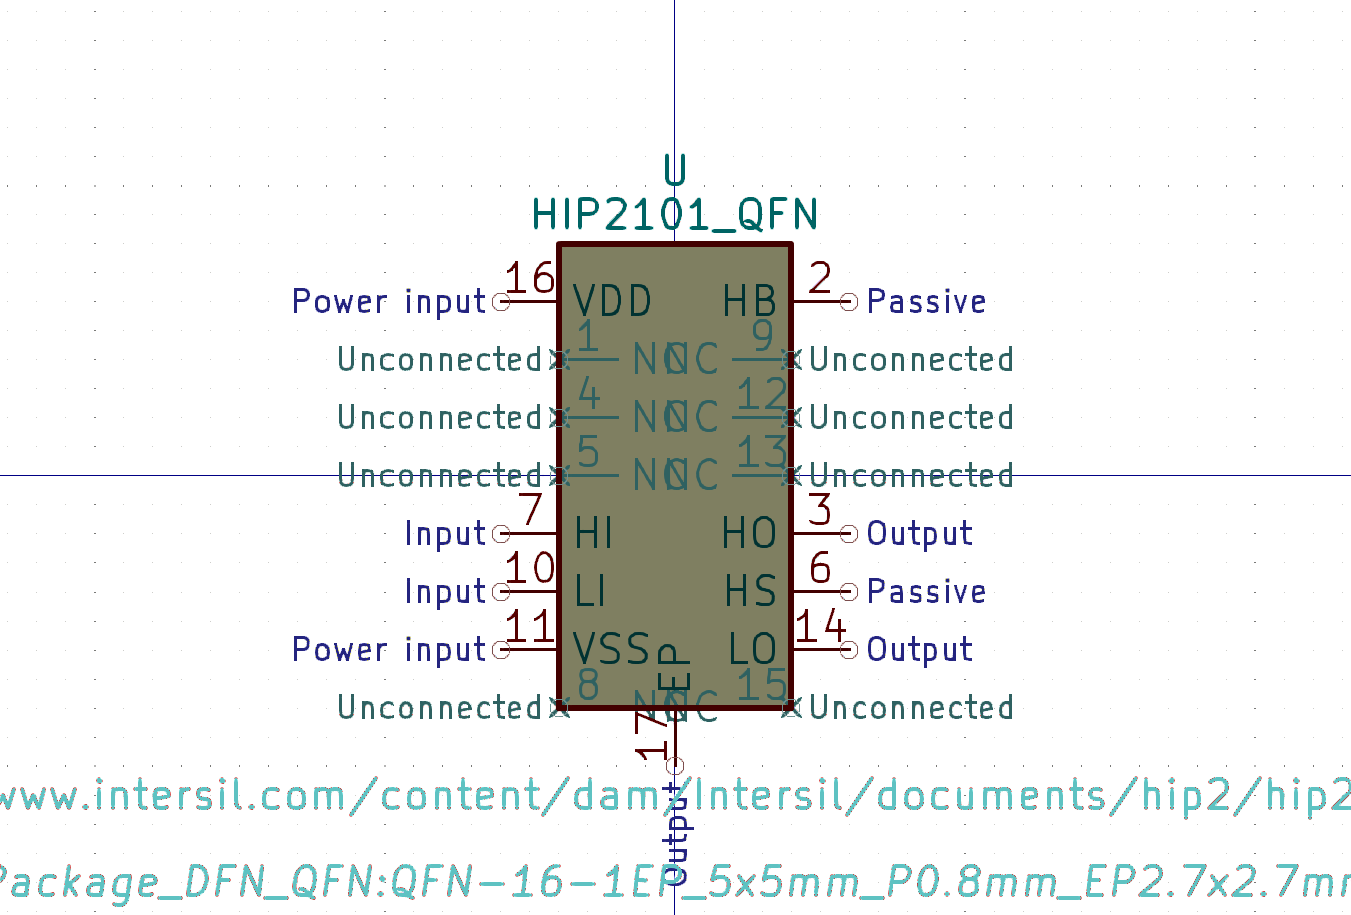 U
HIP2101_QFN
16 2
Power input VDD HB Passive
1 9
Unconnected NC NC Unconnected
4 12
Unconnected NC NC Unconnected
5 13
Unconnected NC NC Unconnected
7 3
Input HI HO Output
10 6
Input LI HS Passive
11 14
Power input VSS LO Output
EP
8 15
Unconnected NC NC Unconnected
17
Output
www.intersil.com/content/dam/Intersil/documents/hip2/hip2
Package_DFN_QFN:QFN-16-1EP_5x5mm_P0.8mm_EP2.7x2.7mm